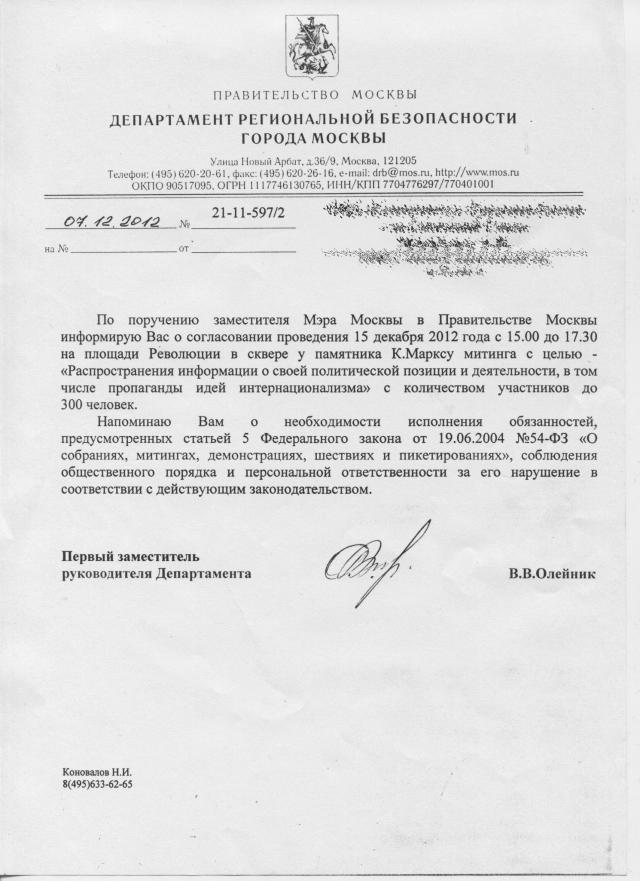 ПРАВИТЕЛЬСТВО МОСКВЫ
ДЕПАРТАМЕНТ РЕГИОНАЛЬНОЙ БЕЗОПАСНОСТИ
ГОРОДА МОСКВЫ
Улица Новый Арбат, д.36/9, Москва, 121205
Телефон: (495) 620-20-61, факс: (495) 620-26-16, e-mail: drb@mos.ru, http://www.mos.ru
ОКПО 90517095, ОГРН 1117746130765, ИНН/КПП 7704776297/770401001
07.12.2012 № 21-11-597/2
на № от
По поручению заместителя Мэра Москвы в Правительстве Москвы
информирую Вас о согласовании проведения 15 декабря 2012 года с 15.00 до 17.30
на площади Революции в сквере у памятника К.Марксу митинга с целью -
«Распространения информации о своей политической позиции и деятельности, в том
числе пропаганды идей интернационализма» с количеством участников до
300 человек.
Напоминаю Вам о необходимости исполнения обязанностей,
предусмотренных статьей 5 Федерального закона от 19.06.2004 №54-ФЗ «О
собраниях, митингах, демонстрациях, шествиях и пикетированиях», соблюдения
общественного порядка и персональной ответственности за его нарушение в
соответствии с действующим законодательством.
Первый заместитель
руководителя Департамента В.В.Олейник
Коновалов Н.И.
8(495)633-62-65